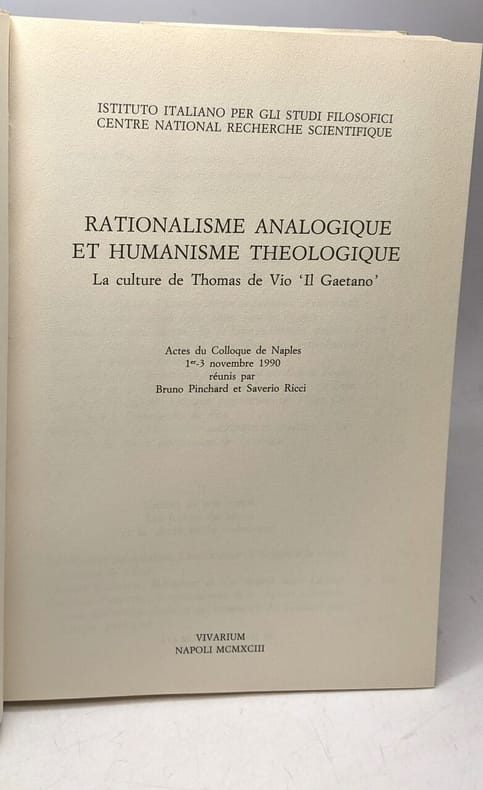 ISTITUTO ITALIANO PER GLI STUDI FILOSOFICI
CENTRE NATIONAL RECHERCHE SCIENTIFIQUE
RATIONALISME ANALOGIQUE
ET HUMANISME THEOLOGIQUE
La culture de Thomas de Vio ‘Il Gaetano’
Actes du Colloque de Naples
1er-3 novembre 1990
réunis par
Bruno Pinchard et Saverio Ricci
VIVARIUM
NAPOLI MCMXCIII